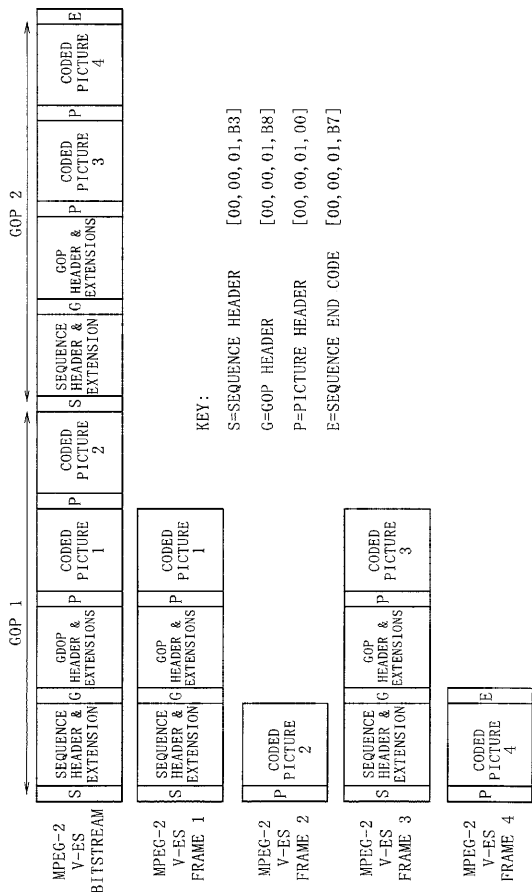 GOP 1
GOP 2
MPEG-2
V-ES
BITSTREAM
S
SEQUENCE
HEADER &
EXTENSION
G
GDOP
HEADER &
EXTENSIONS
P
CODED
PICTURE
1
P
CODED
PICTURE
2
S
SEQUENCE
HEADER &
EXTENSION
G
GOP
HEADER &
EXTENSIONS
P
CODED
PICTURE
3
P
CODED
PICTURE
4
E
MPEG-2
V-ES
FRAME 1
S
SEQUENCE
HEADER &
EXTENSION
G
GOP
HEADER &
EXTENSIONS
P
CODED
PICTURE
1
MPEG-2
V-ES
FRAME 2
P
CODED
PICTURE
2
MPEG-2
V-ES
FRAME 3
S
SEQUENCE
HEADER &
EXTENSION
G
GOP
HEADER &
EXTENSIONS
P
CODED
PICTURE
3
MPEG-2
V-ES
FRAME 4
P
CODED
PICTURE
4
E
KEY:
S=SEQUENCE HEADER [00,00,01,B3]
G=GOP HEADER [00,00,01,B8]
P=PICTURE HEADER [00,00,01,00]
E=SEQUENCE END CODE [00,00,01,B7]